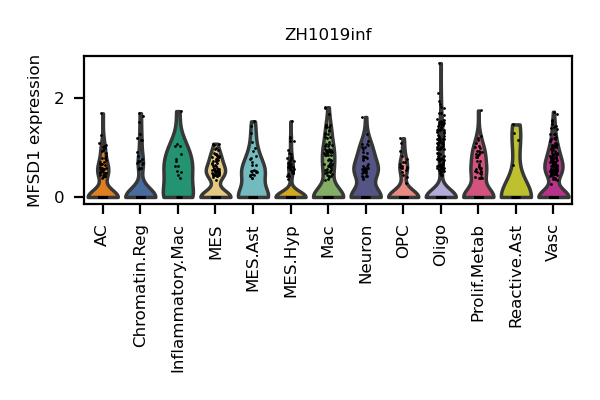 ZH1019inf
MFSD1 expression
2
0
AC
Chromatin.Reg
Inflammatory.Mac
MES
MES.Ast
MES.Hyp
Mac
Neuron
OPC
Oligo
Prolif.Metab
Reactive.Ast
Vasc